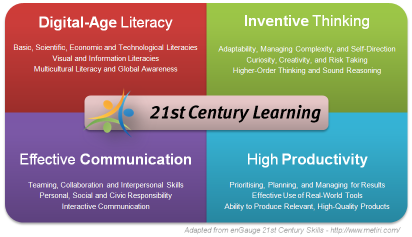 Digital-Age Literacy
Basic, Scientific, Economic and Technological Literacies
Visual and Information Literacies
Multicultural Literacy and Global Awareness
Inventive Thinking
Adaptability, Managing Complexity, and Self-Direction
Curiosity, Creativity, and Risk Taking
Higher-Order Thinking and Sound Reasoning
21st Century Learning
Effective Communication
Teaming, Collaboration and Interpersonal Skills
Personal, Social and Civic Responsibility
Interactive Communication
High Productivity
Prioritising, Planning, and Managing for Results
Effective Use of Real-World Tools
Ability to Produce Relevant, High-Quality Products
Adapted from enGauge 21st Century Skills - http://www.metiri.com/